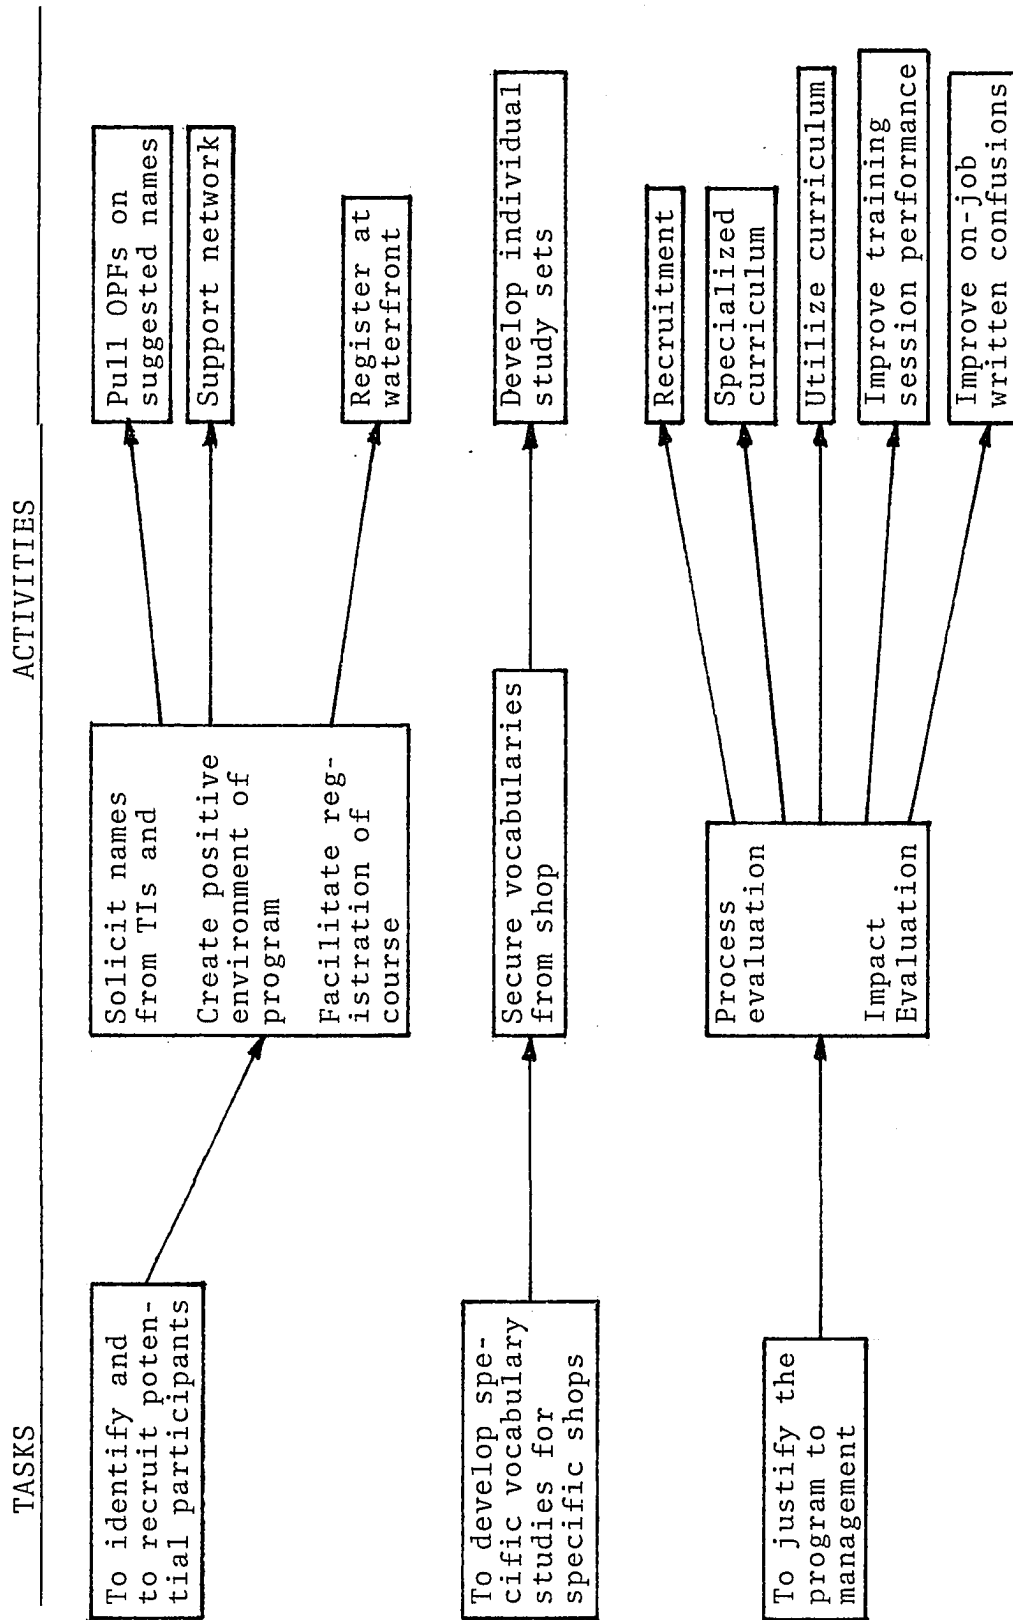 TASKS
ACTIVITIES
To identify and
to recruit poten-
tial participants
Solicit names
from TIs and
Create positive
environment of
program
Facilitate reg-
istration of
course
Pull OPFs on
suggested names
Support network
Register at
waterfront
To develop spe-
cific vocabulary
studies for
specific shops
Secure vocabularies
from shop
Develop individual
study sets
To justify the
program to
management
Process
evaluation
Impact
Evaluation
Recruitment
Specialized
curriculum
Utilize curriculum
Improve training
session performance
Improve on-job
written confusions